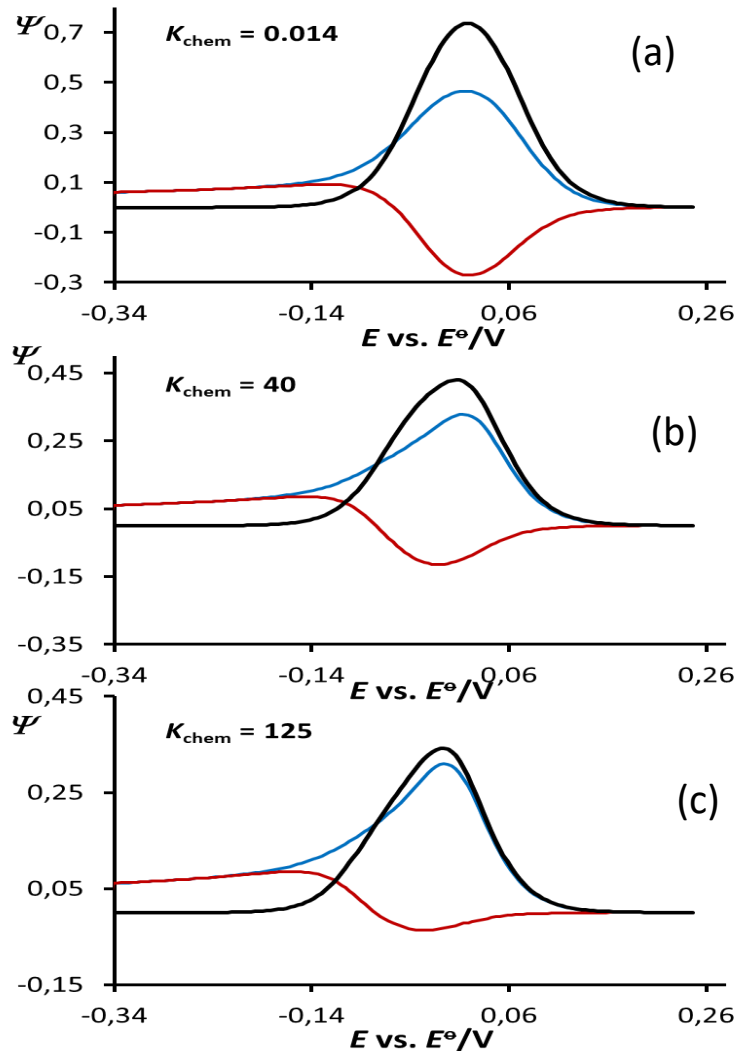 Ψ
0,7
0,5
0,3
0,1
-0,1
-0,3
Kchem = 0.014
(a)
-0,34 -0,14 0,06 0,26
E vs. E°/V
Ψ
0,45
0,25
0,05
-0,15
-0,35
Kchem = 40
(b)
-0,34 -0,14 0,06 0,26
E vs. E°/V
Ψ
0,45
0,25
0,05
-0,15
Kchem = 125
(c)
-0,34 -0,14 0,06 0,26
E vs. E°/V